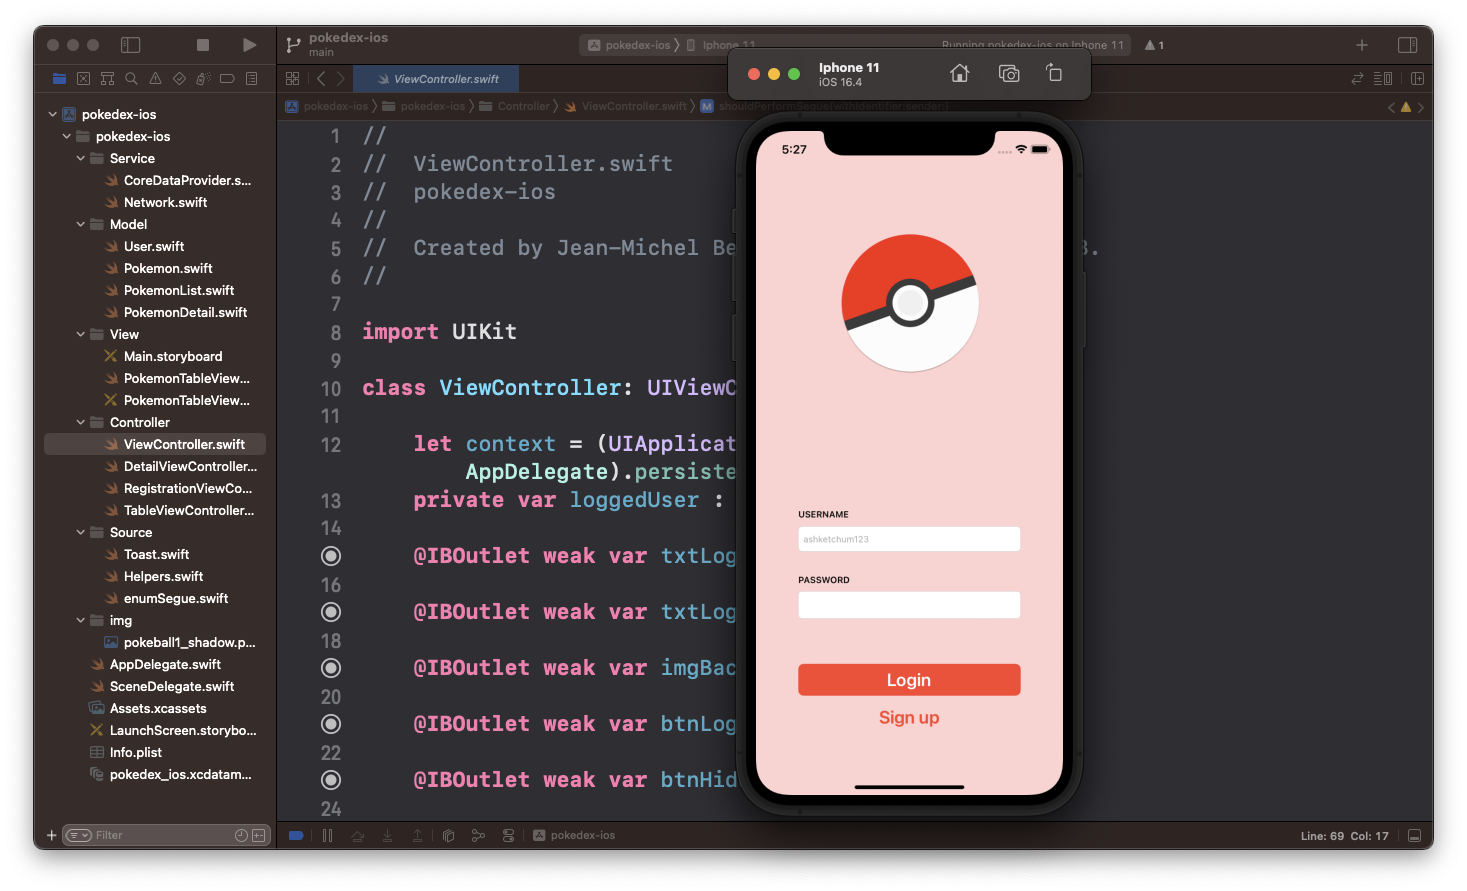 pokedex-ios
main
pokedex-ios
Iphone 11
Running pokedex-ios on Iphone 11
1
ViewController.swift
pokedex-ios
pokedex-ios
Controller
ViewController.swift
M
shouldPerformSegue(withIdentifier:sender:)
pokedex-ios
pokedex-ios
Service
CoreDataProvider.s...
Network.swift
Model
User.swift
Pokemon.swift
PokemonList.swift
PokemonDetail.swift
View
Main.storyboard
PokemonTableView...
PokemonTableView...
Controller
ViewController.swift
DetailViewController...
RegistrationViewCo...
TableViewController...
Source
Toast.swift
Helpers.swift
enumSegue.swift
img
pokeball1_shadow.p...
AppDelegate.swift
SceneDelegate.swift
Assets.xcassets
LaunchScreen.storybo...
Info.plist
pokedex_ios.xcdatam...
Filter
1 //
2 // ViewController.swift
3 // pokedex-ios
4 //
5 // Created by Jean-Michel Be
6 //
7
8 import UIKit
9
10 class ViewController: UIViewC
11
12 let context = (UIApplicat
AppDelegate).persiste
13 private var loggedUser :
14
@IBOutlet weak var txtLog
16
@IBOutlet weak var txtLog
18
@IBOutlet weak var imgBac
20
@IBOutlet weak var btnLog
22
@IBOutlet weak var btnHid
24
Iphone 11
iOS 16.4
5:27
USERNAME
ashketchum123
PASSWORD
Login
Sign up
pokedex-ios
Line: 69 Col: 17